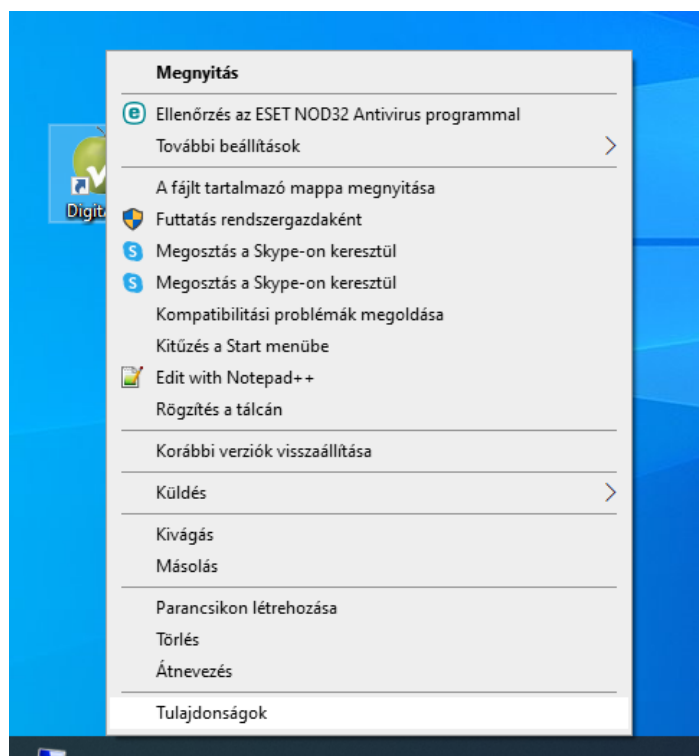 Megnyitás
Ellenőrzés az ESET NOD32 Antivirus programmal
További beállítások
A fájlt tartalmazó mappa megnyitása
Digit
Futtatás rendszergazdaként
Megosztás a Skype-on keresztül
Megosztás a Skype-on keresztül
Kompatibilitási problémák megoldása
Kitűzés a Start menübe
Edit with Notepad++
Rögzítés a tálcán
Korábbi verziók visszaállítása
Küldés
Kivágás
Másolás
Parancsikon létrehozása
Törlés
Átnevezés
Tulajdonságok